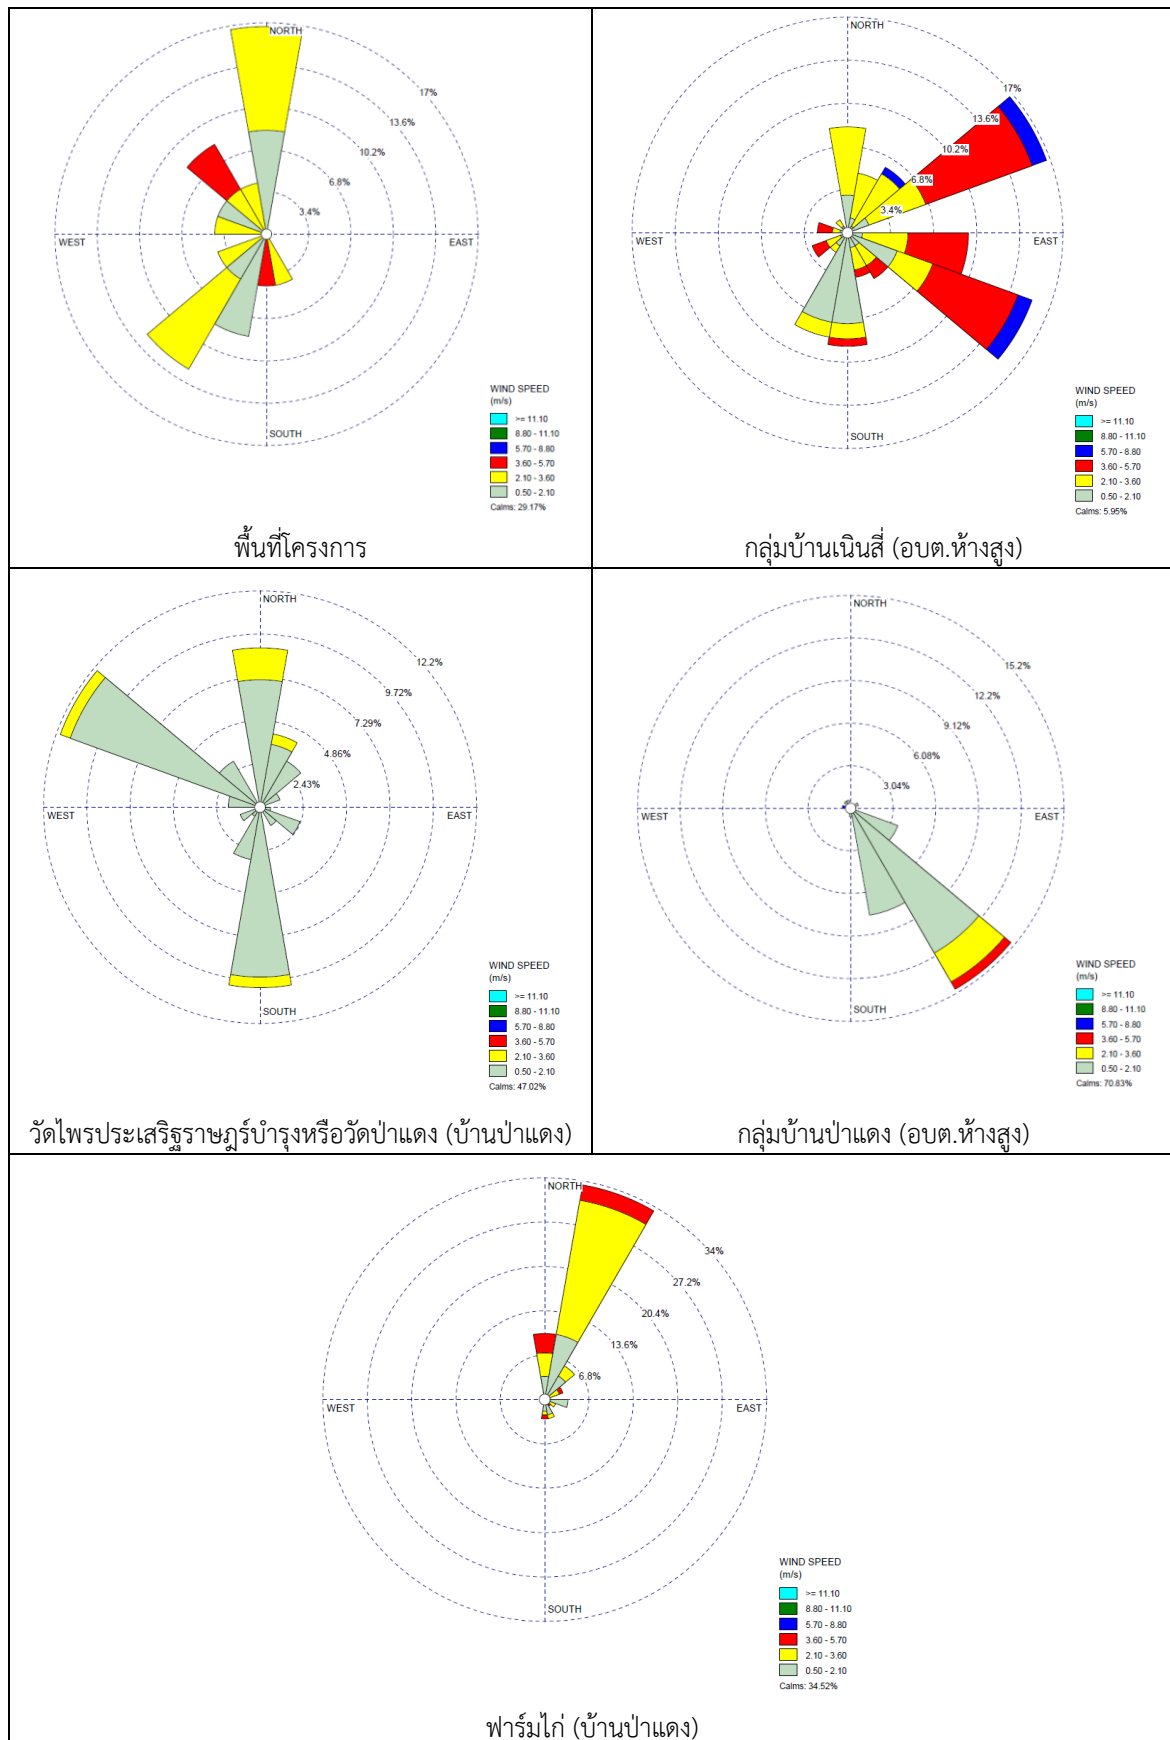 NORTH
17%
13.6%
10.2%
6.8%
3.4%
WEST
EAST
SOUTH
WIND SPEED
(m/s)
>= 11.10
8.80 - 11.10
5.70 - 8.80
3.60 - 5.70
2.10 - 3.60
0.50 - 2.10
Calms: 29.17%
พื้นที่โครงการ
NORTH
17%
13.6%
10.2%
6.8%
3.4%
WEST
EAST
SOUTH
WIND SPEED
(m/s)
>= 11.10
8.80 - 11.10
5.70 - 8.80
3.60 - 5.70
2.10 - 3.60
0.50 - 2.10
Calms: 5.95%
กลุ่มบ้านเนินสี่ (อบต.ห้างสูง)
NORTH
12.2%
9.72%
7.29%
4.86%
2.43%
WEST
EAST
SOUTH
WIND SPEED
(m/s)
>= 11.10
8.80 - 11.10
5.70 - 8.80
3.60 - 5.70
2.10 - 3.60
0.50 - 2.10
Calms: 47.02%
วัดไพรประเสริฐราษฎร์บำรุงหรือวัดป่าแดง (บ้านป่าแดง)
NORTH
15.2%
12.2%
9.12%
6.08%
3.04%
WEST
EAST
SOUTH
WIND SPEED
(m/s)
>= 11.10
8.80 - 11.10
5.70 - 8.80
3.60 - 5.70
2.10 - 3.60
0.50 - 2.10
Calms: 70.83%
กลุ่มบ้านป่าแดง (อบต.ห้างสูง)
NORTH
34%
27.2%
20.4%
13.6%
6.8%
WEST
EAST
SOUTH
WIND SPEED
(m/s)
>= 11.10
8.80 - 11.10
5.70 - 8.80
3.60 - 5.70
2.10 - 3.60
0.50 - 2.10
Calms: 34.52%
ฟาร์มไก่ (บ้านป่าแดง)